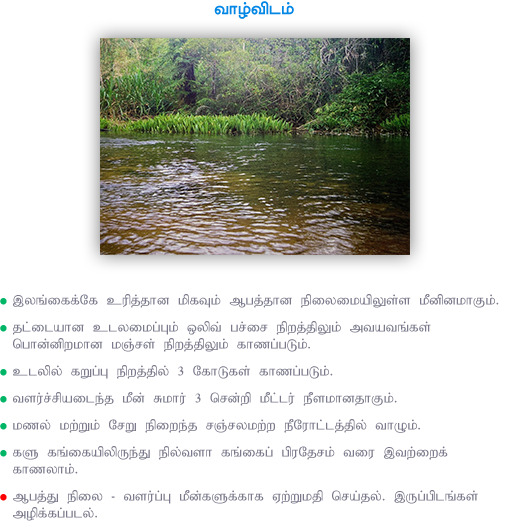 வாழ்விடம்
இலங்கைக்கே உரித்தான மிகவும் ஆபத்தான நிலைமையிலுள்ள மீனினமாகும்.
தட்டையான உடலமைப்பும் ஒலிவ் பச்சை நிறத்திலும் அவயவங்கள்
பொன்னிறமான மஞ்சள் நிறத்திலும் காணப்படும்.
உடலில் கறுப்பு நிறத்தில் 3 கோடுகள் காணப்படும்.
வளர்ச்சியடைந்த மீன் சுமார் 3 சென்றி மீட்டர் நீளமானதாகும்.
மணல் மற்றும் சேறு நிறைந்த சஞ்சலமற்ற நீரோட்டத்தில் வாழும்.
களு கங்கையிலிருந்து நில்வளா கங்கைப் பிரதேசம் வரை இவற்றைக்
காணலாம்.
ஆபத்து நிலை - வளர்ப்பு மீன்களுக்காக ஏற்றுமதி செய்தல். இருப்பிடங்கள்
அழிக்கப்படல்.